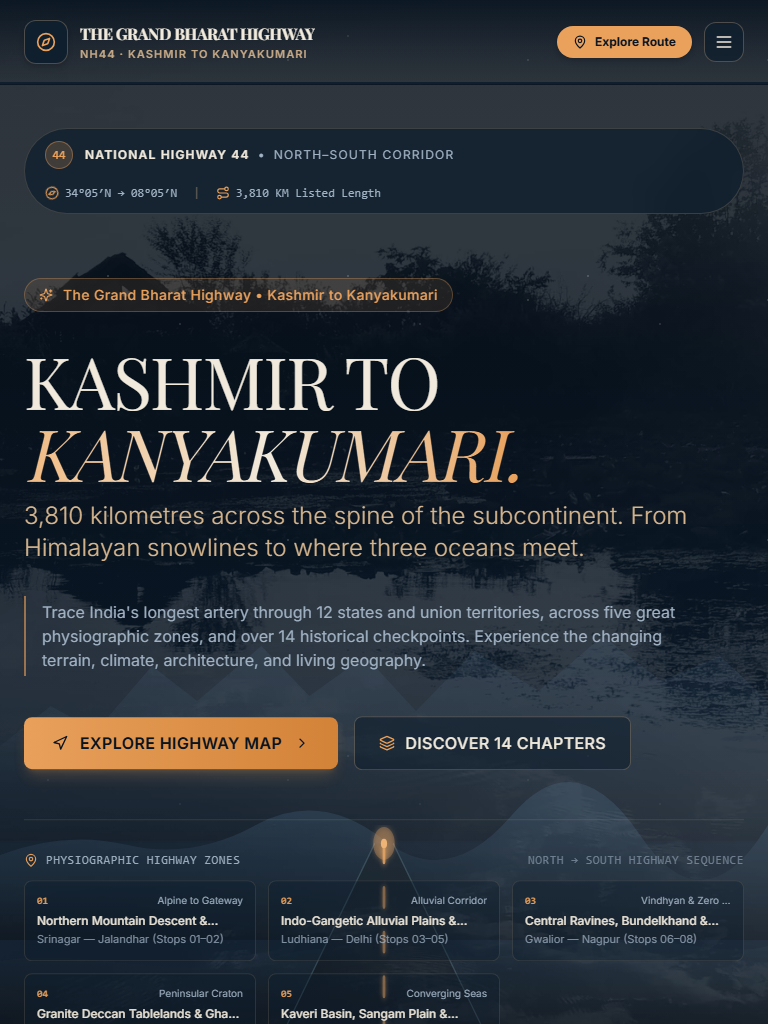 THE GRAND BHARAT HIGHWAY
NH44 · KASHMIR TO KANYAKUMARI
Explore Route
44 NATIONAL HIGHWAY 44 • NORTH–SOUTH CORRIDOR
34°05′N → 08°05′N | 3,810 KM Listed Length
The Grand Bharat Highway • Kashmir to Kanyakumari
KASHMIR TO
KANYAKUMARI.
3,810 kilometres across the spine of the subcontinent. From
Himalayan snowlines to where three oceans meet.
Trace India's longest artery through 12 states and union territories, across five great
physiographic zones, and over 14 historical checkpoints. Experience the changing
terrain, climate, architecture, and living geography.
EXPLORE HIGHWAY MAP
DISCOVER 14 CHAPTERS
PHYSIOGRAPHIC HIGHWAY ZONES
NORTH → SOUTH HIGHWAY SEQUENCE
01 Alpine to Gateway
Northern Mountain Descent &...
Srinagar — Jalandhar (Stops 01–02)
02 Alluvial Corridor
Indo-Gangetic Alluvial Plains &...
Ludhiana — Delhi (Stops 03–05)
03 Vindhyan & Zero ...
Central Ravines, Bundelkhand &...
Gwalior — Nagpur (Stops 06–08)
04 Peninsular Craton
Granite Deccan Tablelands & Gha...
05 Converging Seas
Kaveri Basin, Sangam Plain &...